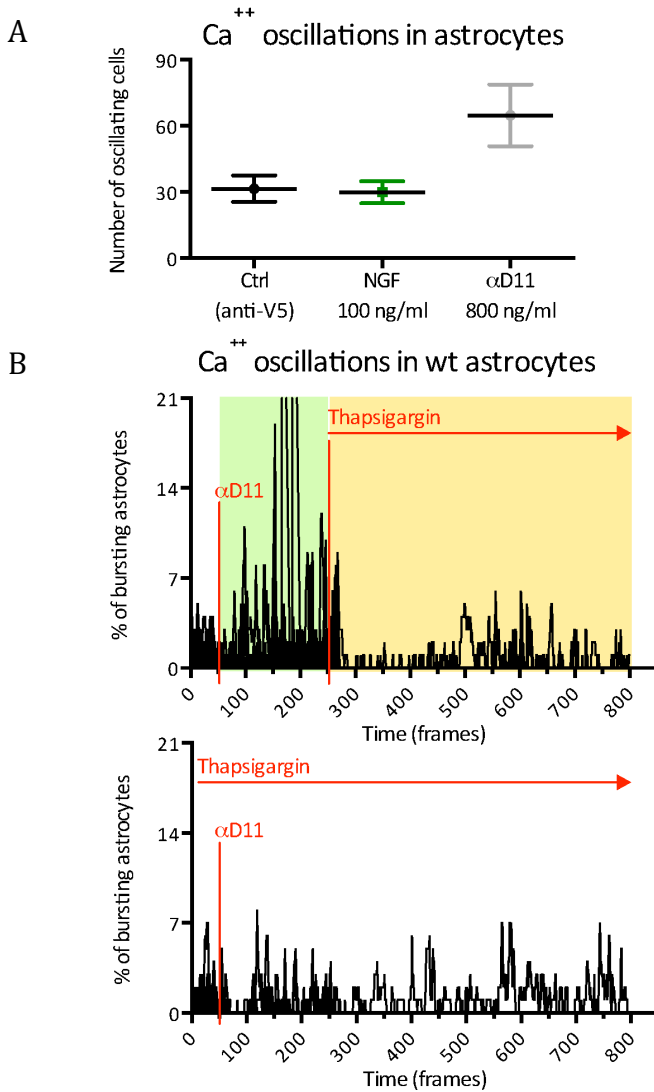 A
Ca++ oscillations in astrocytes
Number of oscillating cells
90
60
30
0
Ctrl
(anti-V5)
NGF
100 ng/ml
αD11
800 ng/ml
B
Ca++ oscillations in wt astrocytes
% of bursting astrocytes
21
14
7
0
Thapsigargin
αD11
0 100 200 300 400 500 600 700 800
Time (frames)
% of bursting astrocytes
21
14
7
0
Thapsigargin
αD11
0 100 200 300 400 500 600 700 800
Time (frames)